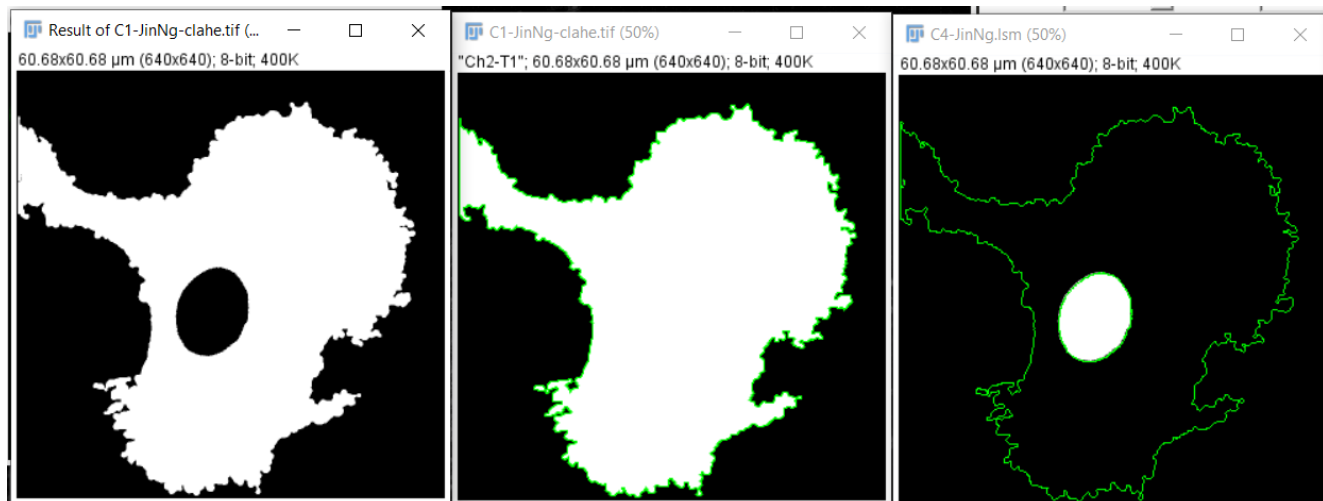 Result of C1-JinNg-clahe.tif (...
60.68x60.68 µm (640x640); 8-bit; 400K
C1-JinNg-clahe.tif (50%)
"Ch2-T1"; 60.68x60.68 µm (640x640); 8-bit; 400K
C4-JinNg.lsm (50%)
60.68x60.68 µm (640x640); 8-bit; 400K